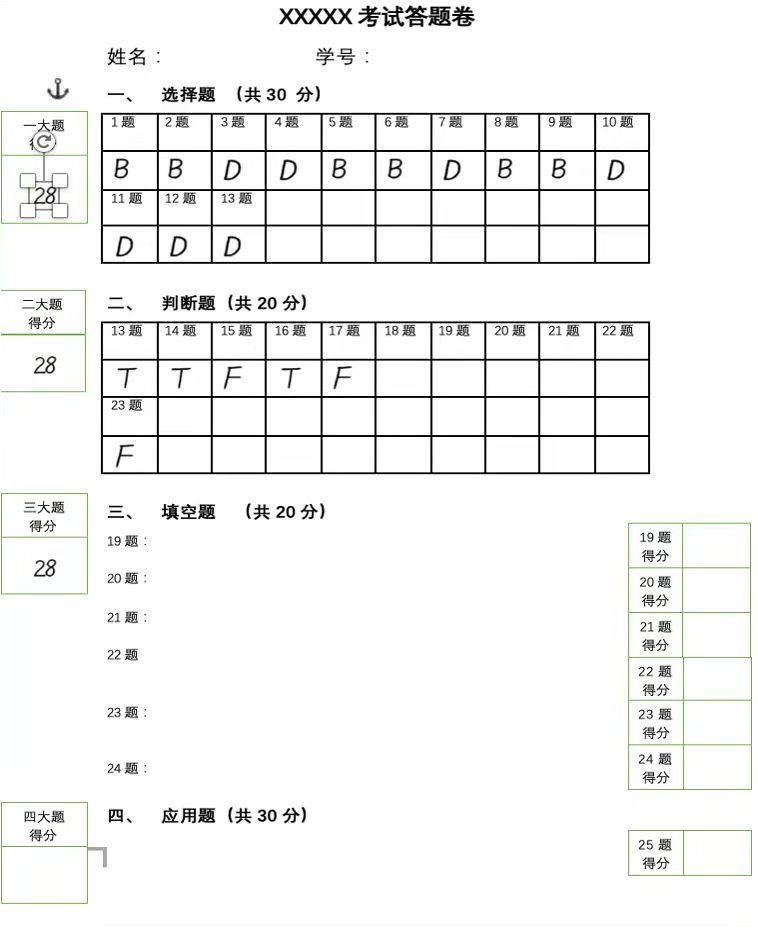 XXXXX 考试答题卷
姓名： 学号：
一、 选择题 （共 30 分）
一大题
1 题 2 题 3 题 4 题 5 题 6 题 7 题 8 题 9 题 10 题
B B D D B B D B B D
28
11 题 12 题 13 题
D D D
二大题
得分
二、 判断题（共 20 分）
13 题 14 题 15 题 16 题 17 题 18 题 19 题 20 题 21 题 22 题
28
T T F T F
23 题
F
三大题
得分
三、 填空题 （共 20 分）
28
19 题：
20 题：
21 题：
22 题
23 题：
24 题：
19 题
得分
20 题
得分
21 题
得分
22 题
得分
23 题
得分
24 题
得分
四大题
得分
四、 应用题（共 30 分）
25 题
得分